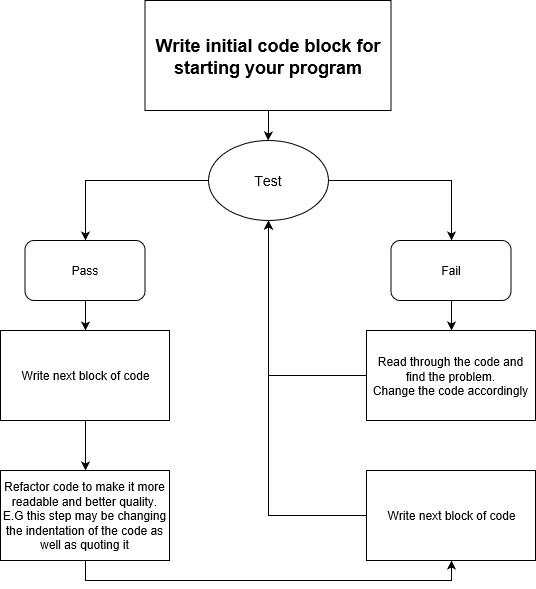 Write initial code block for
starting your program
Test
Pass
Fail
Write next block of code
Read through the code and
find the problem.
Change the code accordingly
Refactor code to make it more
readable and better quality.
E.G this step may be changing
the indentation of the code as
well as quoting it
Write next block of code